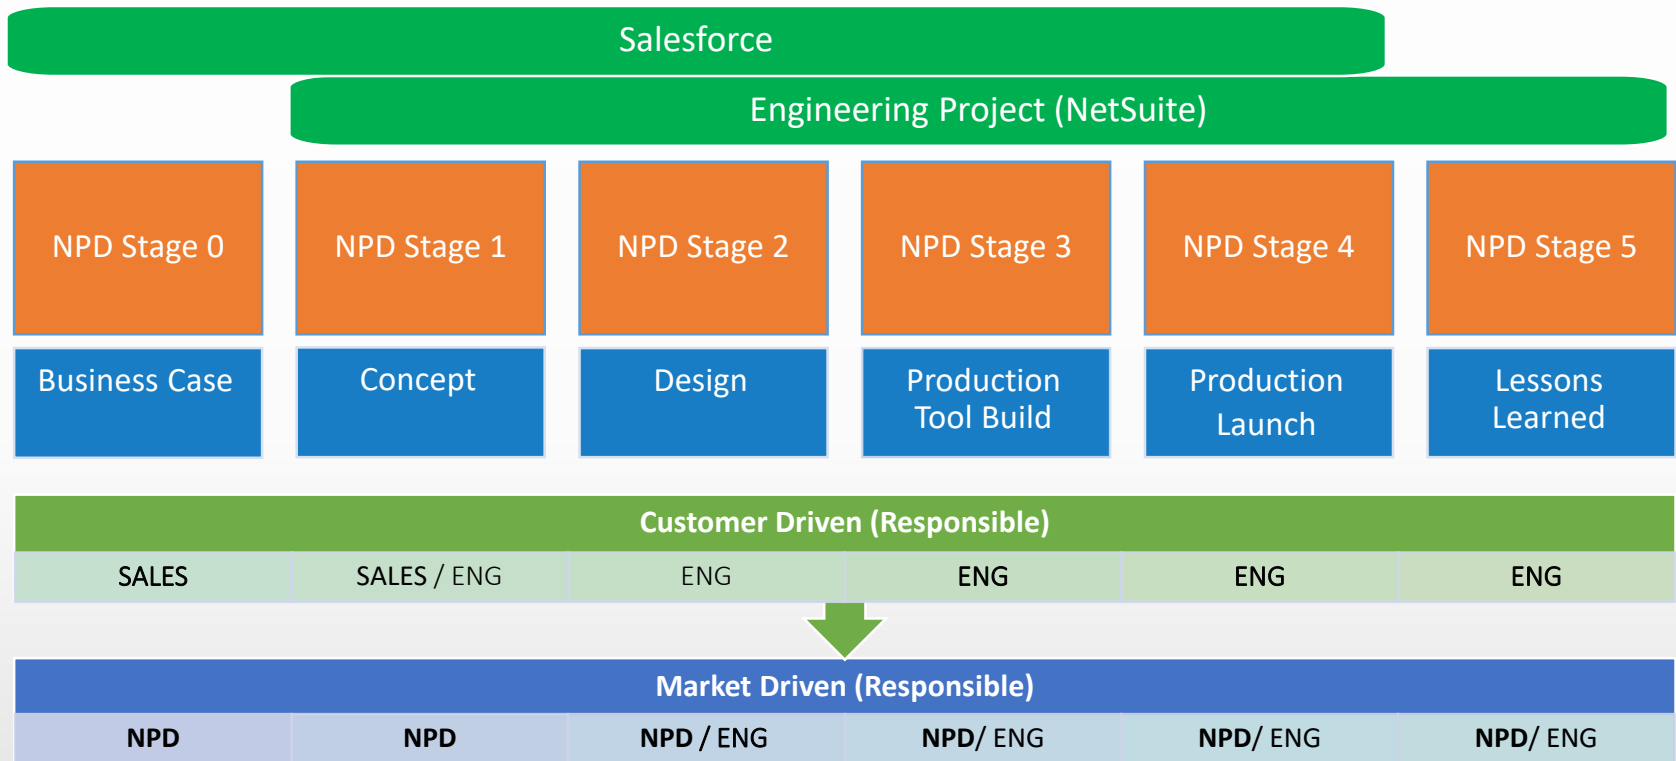 Salesforce
Engineering Project (NetSuite)
NPD Stage 0
NPD Stage 1
NPD Stage 2
NPD Stage 3
NPD Stage 4
NPD Stage 5
Business Case
Concept
Design
Production
Tool Build
Production
Launch
Lessons
Learned
Customer Driven (Responsible)
SALES
SALES / ENG
ENG
ENG
ENG
ENG
Market Driven (Responsible)
NPD
NPD
NPD / ENG
NPD/ ENG
NPD/ ENG
NPD/ ENG